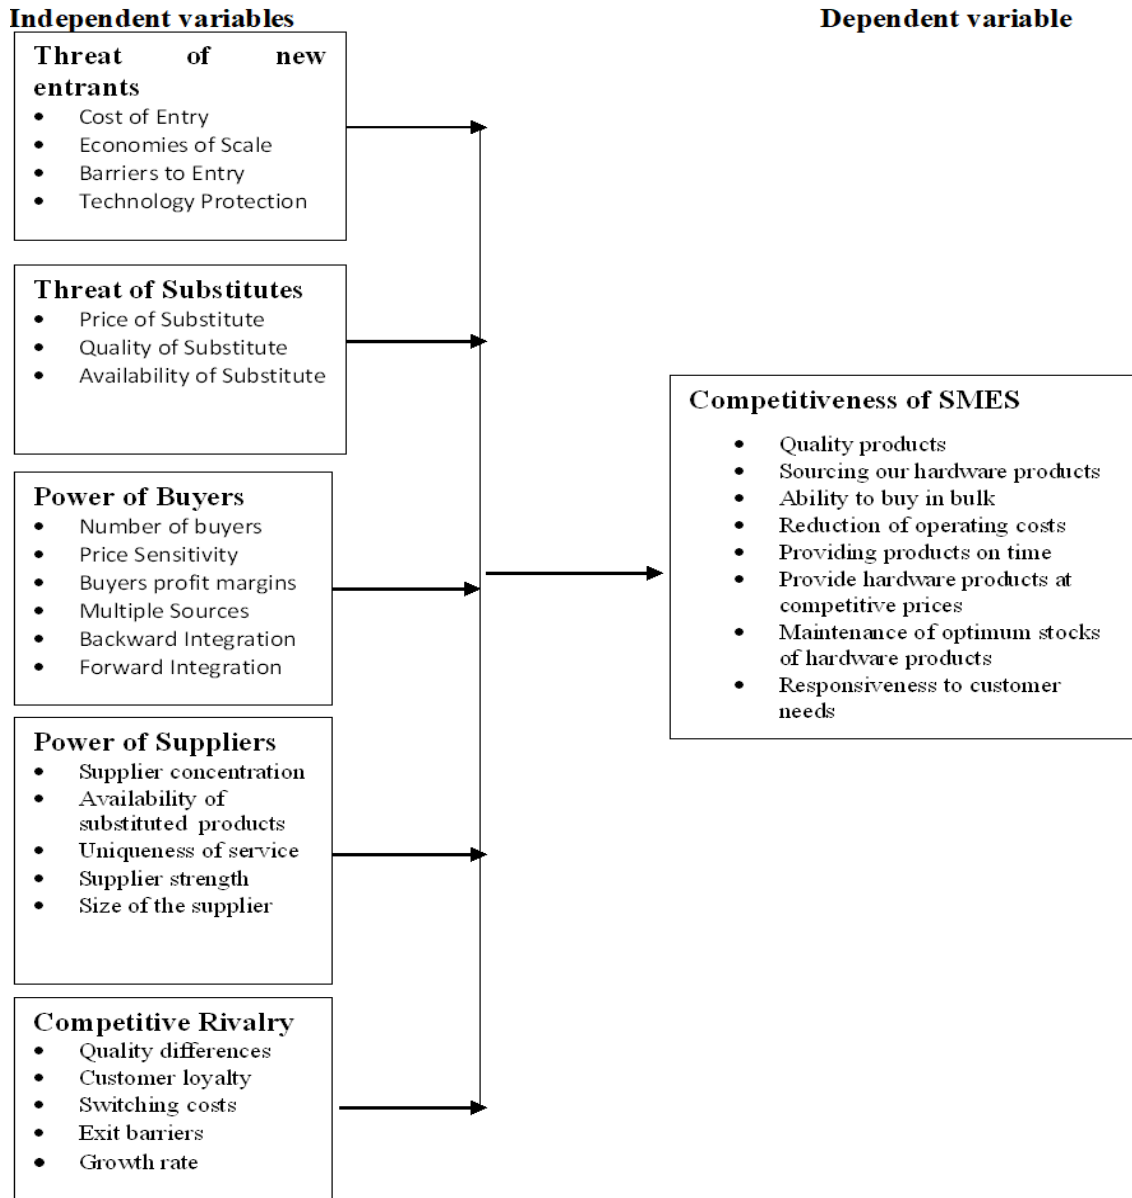 Independent variables
Dependent variable
Threat of new
entrants
• Cost of Entry
• Economies of Scale
• Barriers to Entry
• Technology Protection
Threat of Substitutes
• Price of Substitute
• Quality of Substitute
• Availability of Substitute
Power of Buyers
• Number of buyers
• Price Sensitivity
• Buyers profit margins
• Multiple Sources
• Backward Integration
• Forward Integration
Power of Suppliers
• Supplier concentration
• Availability of
substituted products
• Uniqueness of service
• Supplier strength
• Size of the supplier
Competitive Rivalry
• Quality differences
• Customer loyalty
• Switching costs
• Exit barriers
• Growth rate
Competitiveness of SMES
• Quality products
• Sourcing our hardware products
• Ability to buy in bulk
• Reduction of operating costs
• Providing products on time
• Provide hardware products at
competitive prices
• Maintenance of optimum stocks
of hardware products
• Responsiveness to customer
needs